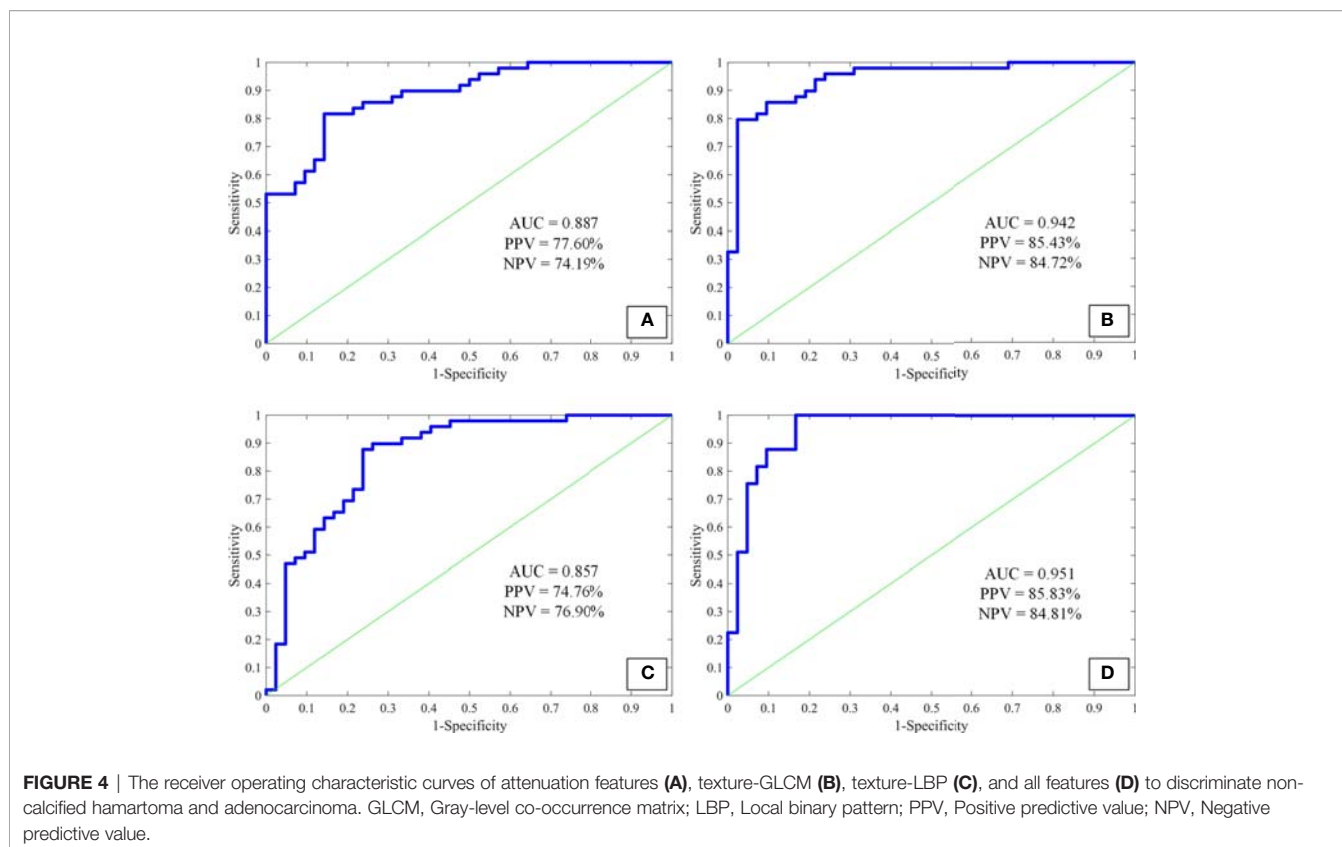 1
0.9
0.8
0.7
0.6
0.5
0.4
0.3
0.2
0.1
0
Sensitivity
AUC = 0.887
PPV = 77.60%
NPV = 74.19%
A
0 0.1 0.2 0.3 0.4 0.5 0.6 0.7 0.8 0.9 1
1-Specificity
1
0.9
0.8
0.7
0.6
0.5
0.4
0.3
0.2
0.1
0
Sensitivity
AUC = 0.942
PPV = 85.43%
NPV = 84.72%
B
0 0.1 0.2 0.3 0.4 0.5 0.6 0.7 0.8 0.9 1
1-Specificity
1
0.9
0.8
0.7
0.6
0.5
0.4
0.3
0.2
0.1
0
Sensitivity
AUC = 0.857
PPV = 74.76%
NPV = 76.90%
C
0 0.1 0.2 0.3 0.4 0.5 0.6 0.7 0.8 0.9 1
1-Specificity
1
0.9
0.8
0.7
0.6
0.5
0.4
0.3
0.2
0.1
0
Sensitivity
AUC = 0.951
PPV = 85.83%
NPV = 84.81%
D
0 0.1 0.2 0.3 0.4 0.5 0.6 0.7 0.8 0.9 1
1-Specificity
FIGURE 4 | The receiver operating characteristic curves of attenuation features (A), texture-GLCM (B), texture-LBP (C), and all features (D) to discriminate non-
calcified hamartoma and adenocarcinoma. GLCM, Gray-level co-occurrence matrix; LBP, Local binary pattern; PPV, Positive predictive value; NPV, Negative
predictive value.